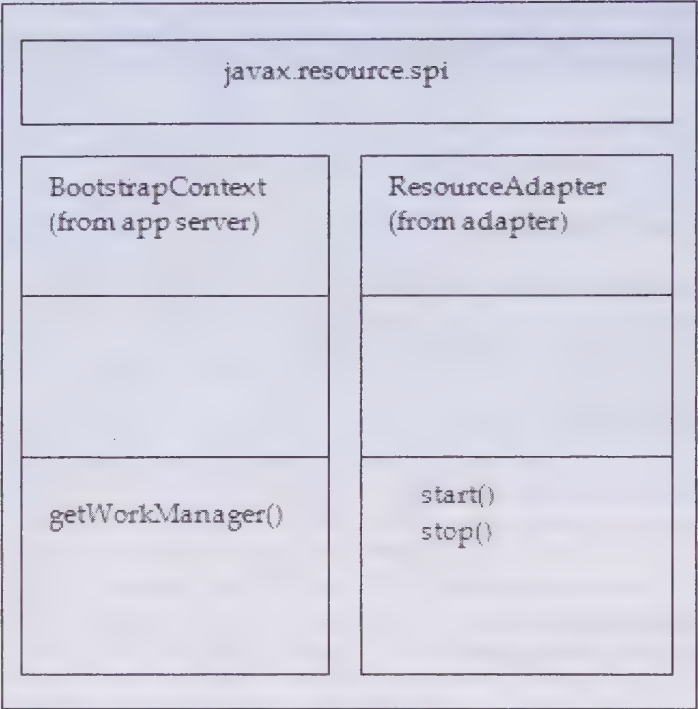 javax.resource.spi
BootstrapContext
(from app server)
ResourceAdapter
(from adapter)
getWorkManager()
start()
stop()